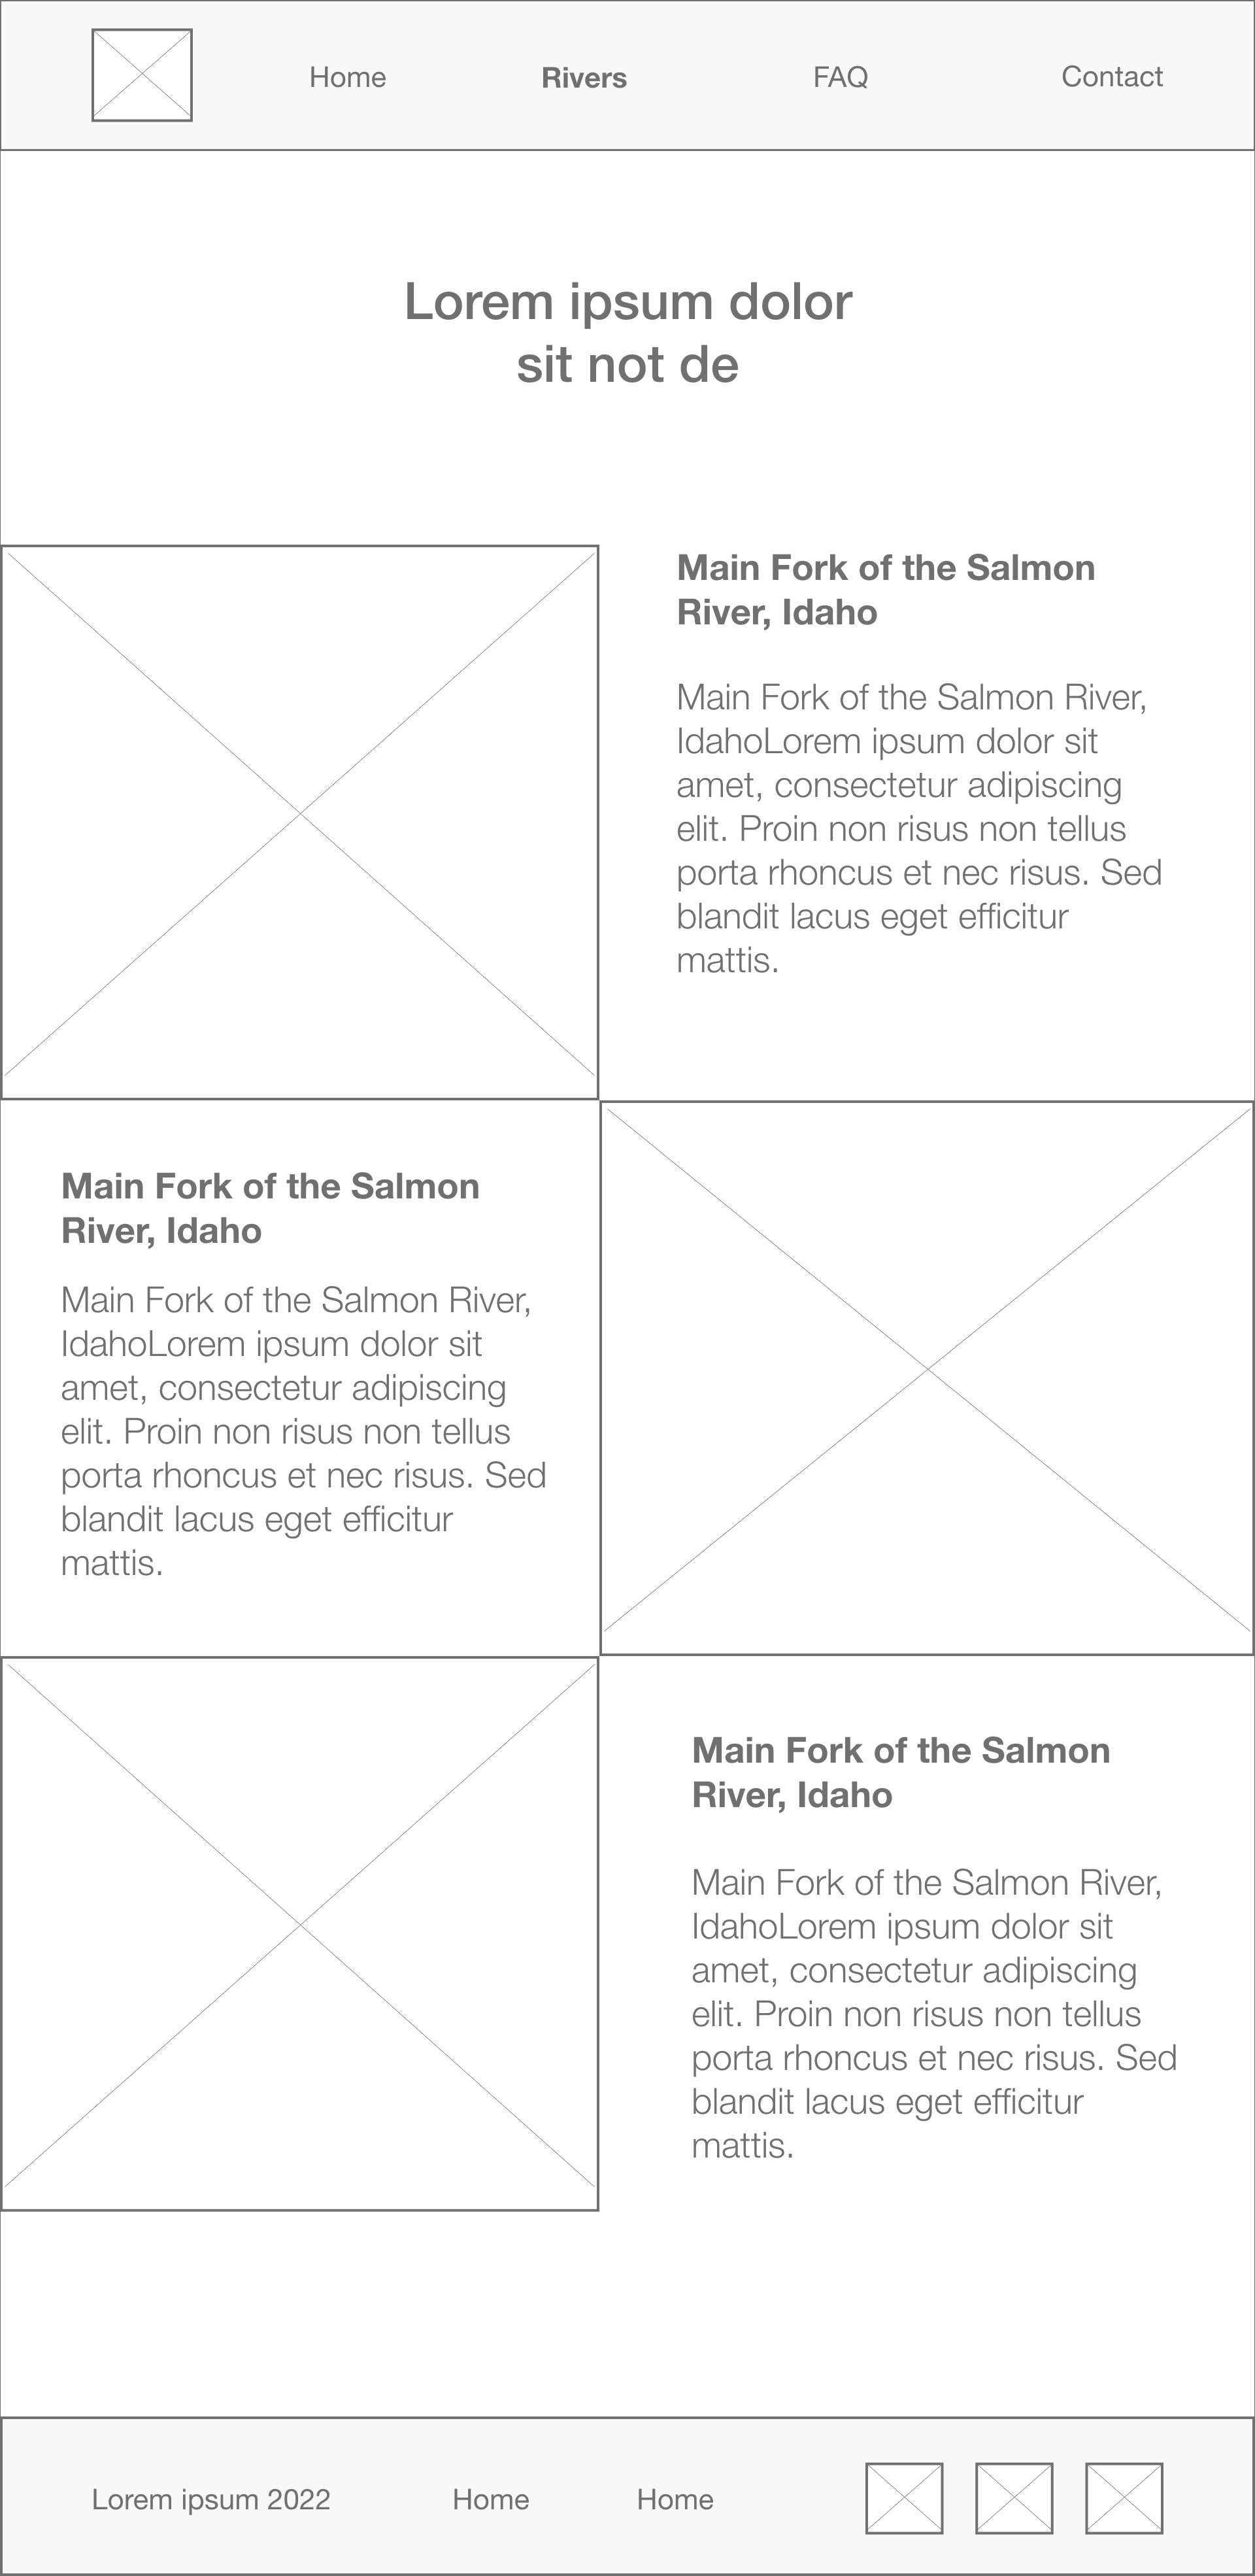 Home
Rivers
FAQ
Contact
Lorem ipsum dolor
sit not de
Main Fork of the Salmon
River, Idaho
Main Fork of the Salmon River,
IdahoLorem ipsum dolor sit
amet, consectetur adipiscing
elit. Proin non risus non tellus
porta rhoncus et nec risus. Sed
blandit lacus eget efficitur
mattis.
Main Fork of the Salmon
River, Idaho
Main Fork of the Salmon River,
IdahoLorem ipsum dolor sit
amet, consectetur adipiscing
elit. Proin non risus non tellus
porta rhoncus et nec risus. Sed
blandit lacus eget efficitur
mattis.
Main Fork of the Salmon
River, Idaho
Main Fork of the Salmon River,
IdahoLorem ipsum dolor sit
amet, consectetur adipiscing
elit. Proin non risus non tellus
porta rhoncus et nec risus. Sed
blandit lacus eget efficitur
mattis.
Lorem ipsum 2022
Home
Home